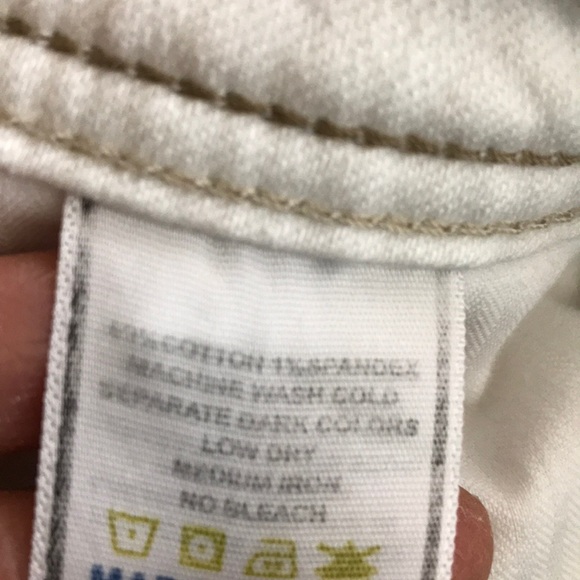 COTTON 1% SPANDEX
MACHINE WASH COLD
SEPARATE DARK COLORS
LOW DRY
MEDIUM IRON
NO BLEACH